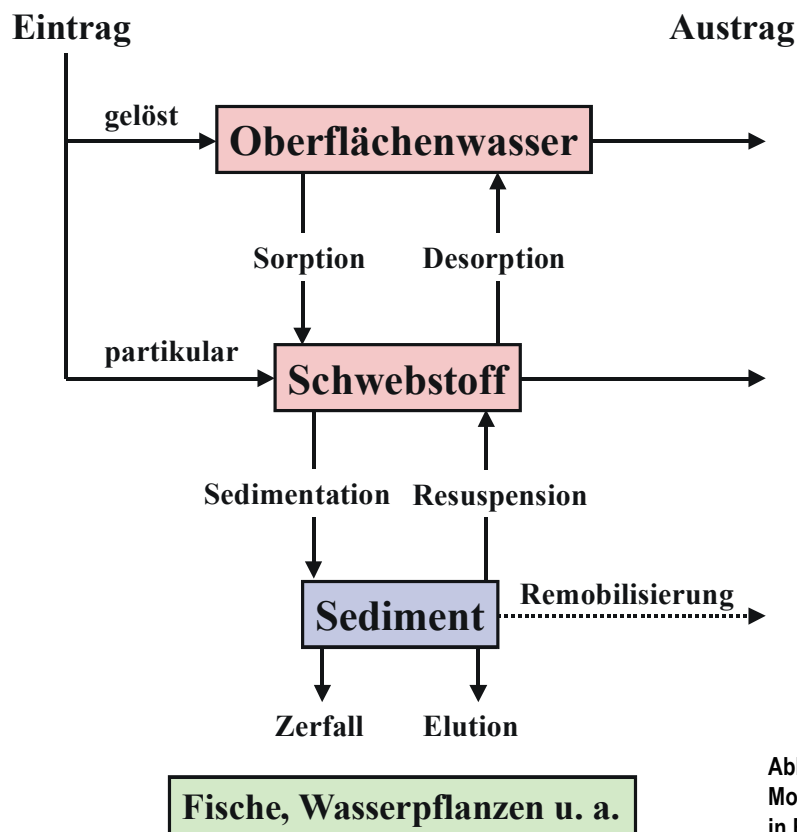 Eintrag
Austrag
gelöst
Oberflächenwasser
Sorption
Desorption
partikular
Schwebstoff
Sedimentation
Resuspension
Remobilisierung
Sediment
Zerfall
Elution
Fische, Wasserpflanzen u. a.